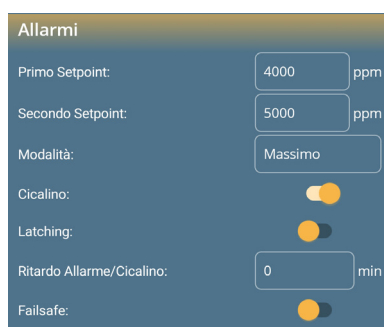 Allarmi
Primo Setpoint: 4000 ppm
Secondo Setpoint: 5000 ppm
Modalità: Massimo
Cicalino:
Latching:
Ritardo Allarme/Cicalino: 0 min
Failsafe: